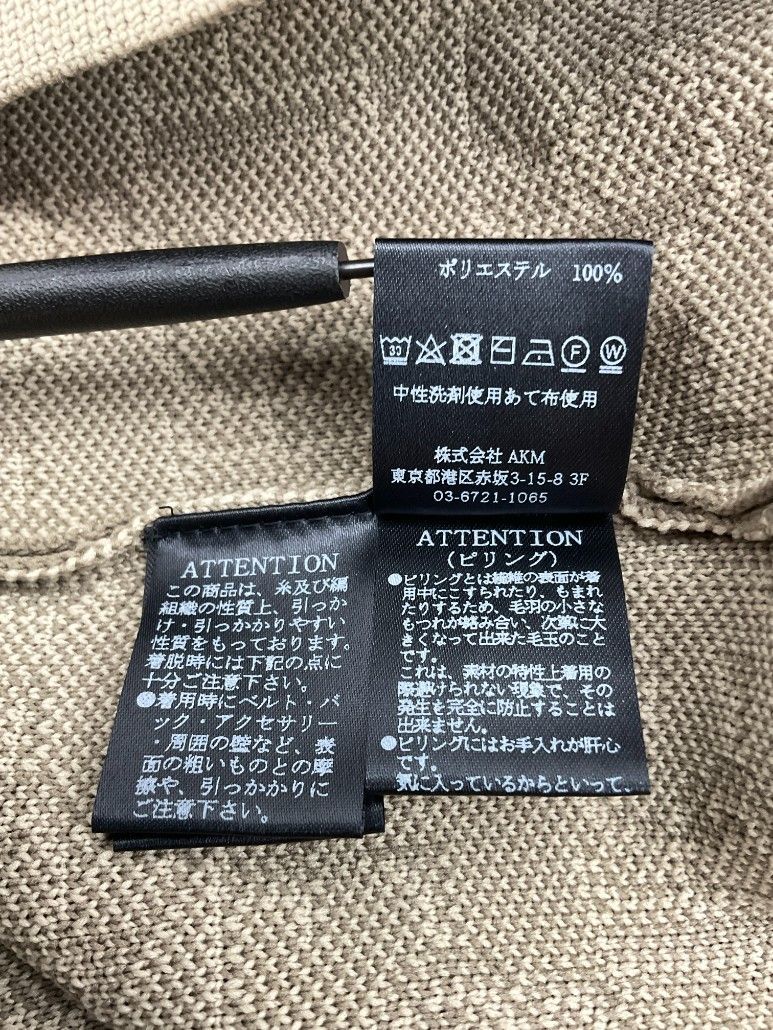 ポリエステル 100%
30
F
W
中性洗剤使用あて布使用
株式会社 AKM
東京都港区赤坂3-15-8 3F
03-6721-1065
ATTENTION
この商品は、糸及び編
組織の性質上、引っか
け・引っかかりやすい
性質をもっております。
着脱時には下記の点に
十分ご注意下さい。
●着用時にベルト・バ
ック・アクセサリー
・周囲の壁など、表
面の粗いものとの摩
擦や、引っかかりに
ご注意下さい。
ATTENTION
(ピリング)
●ピリングとは繊維の表面が着
用中にこすられたり、もまれ
たりするため、毛羽の小さな
もつれが絡み合い、次第に大
きくなって出来た毛玉のこと
です。
これは、素材の特性上着用の
際避けられない現象で、その
発生を完全に防止することは
出来ません。
●ピリングにはお手入れが肝心
です。
気に入っているからといって、